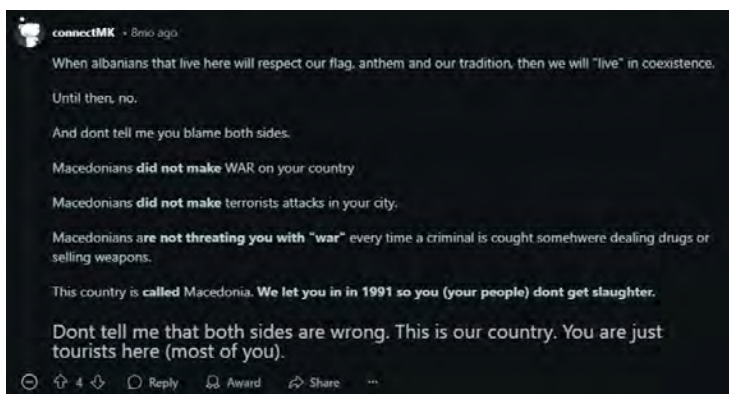 connectMK • 8mo ago
When albanians that live here will respect our flag, anthem and our tradition, then we will "live" in coexistence.
Until then, no.
And dont tell me you blame both sides.
Macedonians did not make WAR on your country
Macedonians did not make terrorists attacks in your city.
Macedonians are not threating you with "war" every time a criminal is cought somehwere dealing drugs or
selling weapons.
This country is called Macedonia. We let you in in 1991 so you (your people) dont get slaughter.
Dont tell me that both sides are wrong. This is our country. You are just
tourists here (most of you).
4 Reply Award Share ...